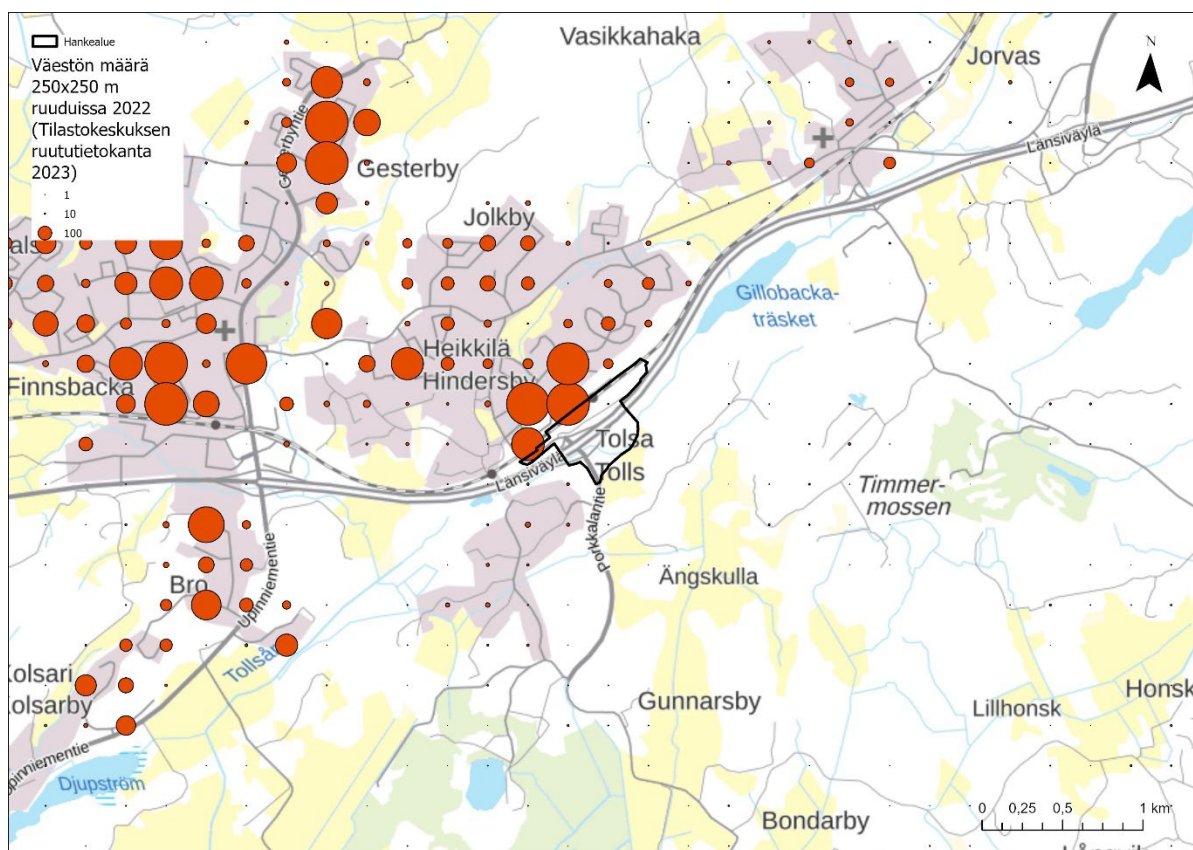 Hankealue
Väestön määrä
250x250 m
ruuduissa 2022
(Tilastokeskuksen
ruututietokanta
2023)
1
10
100
Vasikkahaka
Jorvas
N
Länsiväylä
Gesterbyntie
Gesterby
Jolkby
als
Gillobacka-
träsket
Heikkilä
Hindersby
Finnsbacka
Tolsa
Tolls
Länsiväylä
Porkkalantie
Timmer-
mossen
Ängskulla
Bro
Upinniementie
Tollsån
Kolsari
Kolsarby
Gunnarsby
Lillhonsk
Honsk
Upinniementie
Djupström
Bondarby
0 0,25 0,5 1 km